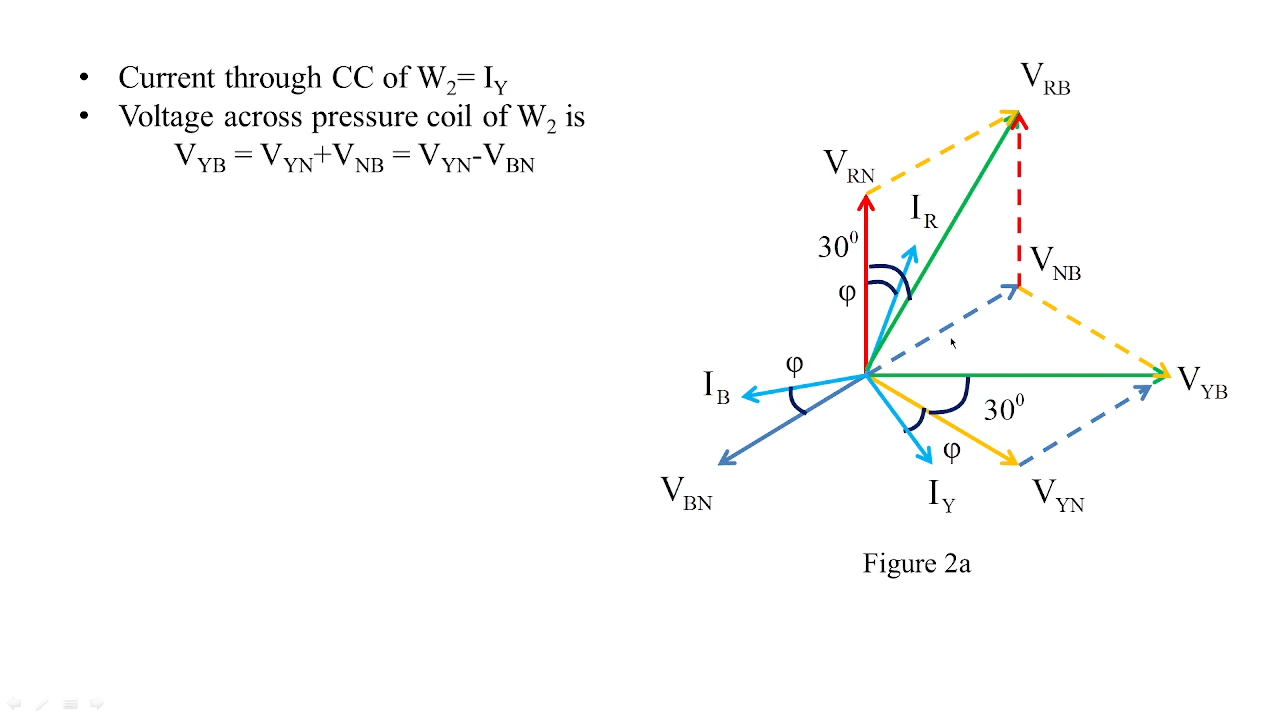 • Current through CC of W₂= I_Y
• Voltage across pressure coil of W₂ is
V_YB = V_YN+V_NB = V_YN-V_BN
V_RB
V_RN
I_R
30⁰
V_NB
φ
φ
I_B
V_YB
30⁰
φ
V_BN
I_Y
V_YN
Figure 2a